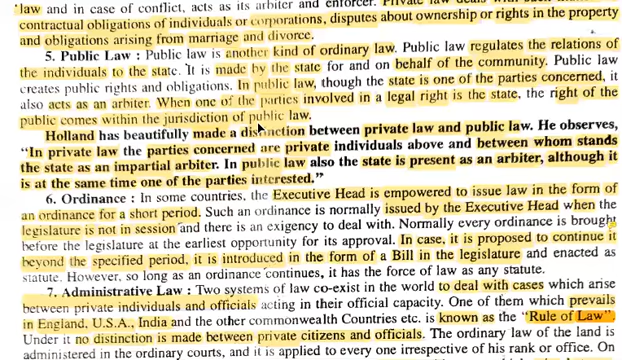 law and in case of conflict, acts as its arbiter and enforcer. Private law deals with such matters as
contractual obligations of individuals or corporations, disputes about ownership or rights in the property
and obligations arising from marriage and divorce.
5. Public Law : Public law is another kind of ordinary law. Public law regulates the relations of
the individuals to the state. It is made by the state for and on behalf of the community. Public law
creates public rights and obligations. In public law, though the state is one of the parties concerned, it
also acts as an arbiter. When one of the parties involved in a legal right is the state, the right of the
public comes within the jurisdiction of public law.
Holland has beautifully made a distinction between private law and public law. He observes,
"In private law the parties concerned are private individuals above and between whom stands
the state as an impartial arbiter. In public law also the state is present as an arbiter, although it
is at the same time one of the parties interested."
6. Ordinance : In some countries, the Executive Head is empowered to issue law in the form of
an ordinance for a short period. Such an ordinance is normally issued by the Executive Head when the
legislature is not in session and there is an exigency to deal with. Normally every ordinance is brought
before the legislature at the earliest opportunity for its approval. In case, it is proposed to continue it
beyond the specified period, it is introduced in the form of a Bill in the legislature and enacted as
statute. However, so long as an ordinance continues, it has the force of law as any statute.
7. Administrative Law : Two systems of law co-exist in the world to deal with cases which arise
between private individuals and officials acting in their official capacity. One of them which prevails
in England, U.S.A., India and the other commonwealth Countries etc. is known as the "Rule of Law".
Under it no distinction is made between private citizens and officials. The ordinary law of the land is
administered in the ordinary courts, and it is applied to every one irrespective of his rank or office. On